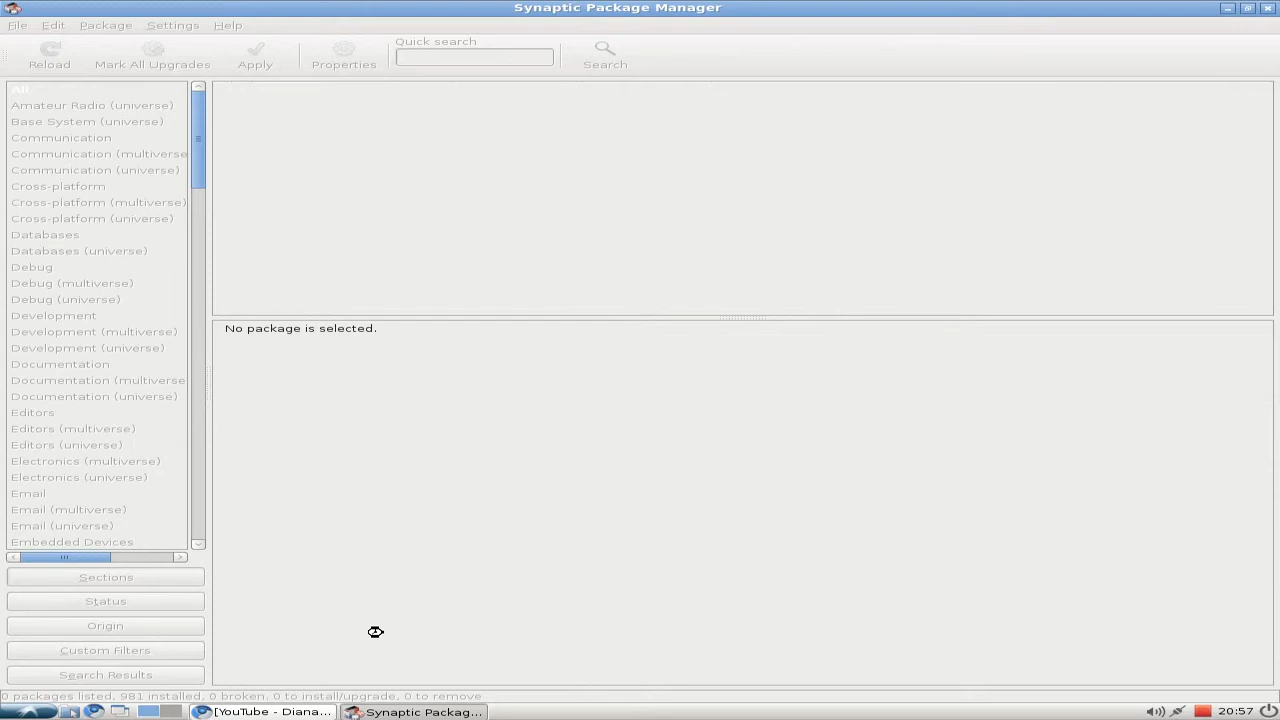 Synaptic Package Manager
File Edit Package Settings Help
Reload Mark All Upgrades Apply Properties Quick search Search
All
Amateur Radio (universe)
Base System (universe)
Communication
Communication (multiverse
Communication (universe)
Cross-platform
Cross-platform (multiverse)
Cross-platform (universe)
Databases
Databases (universe)
Debug
Debug (multiverse)
Debug (universe)
Development
Development (multiverse)
Development (universe)
Documentation
Documentation (multiverse
Documentation (universe)
Editors
Editors (multiverse)
Editors (universe)
Electronics (multiverse)
Electronics (universe)
Email
Email (multiverse)
Email (universe)
Embedded Devices
Sections
Status
Origin
Custom Filters
Search Results
No package is selected.
0 packages listed, 981 installed, 0 broken. 0 to install/upgrade, 0 to remove
[YouTube - Diana... Synaptic Packag... 20:57